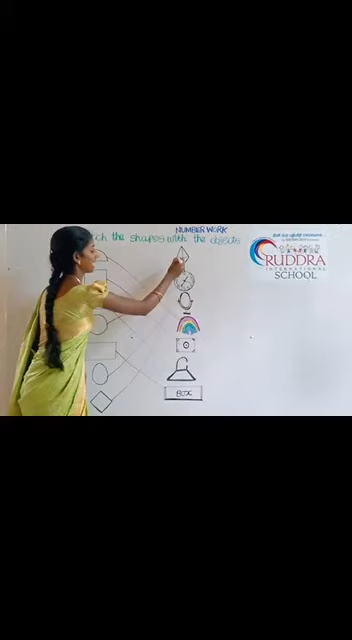 NUMBER WORK
ch the shapes with the objects
RUDDRA
INTERNATIONAL
SCHOOL
BOX